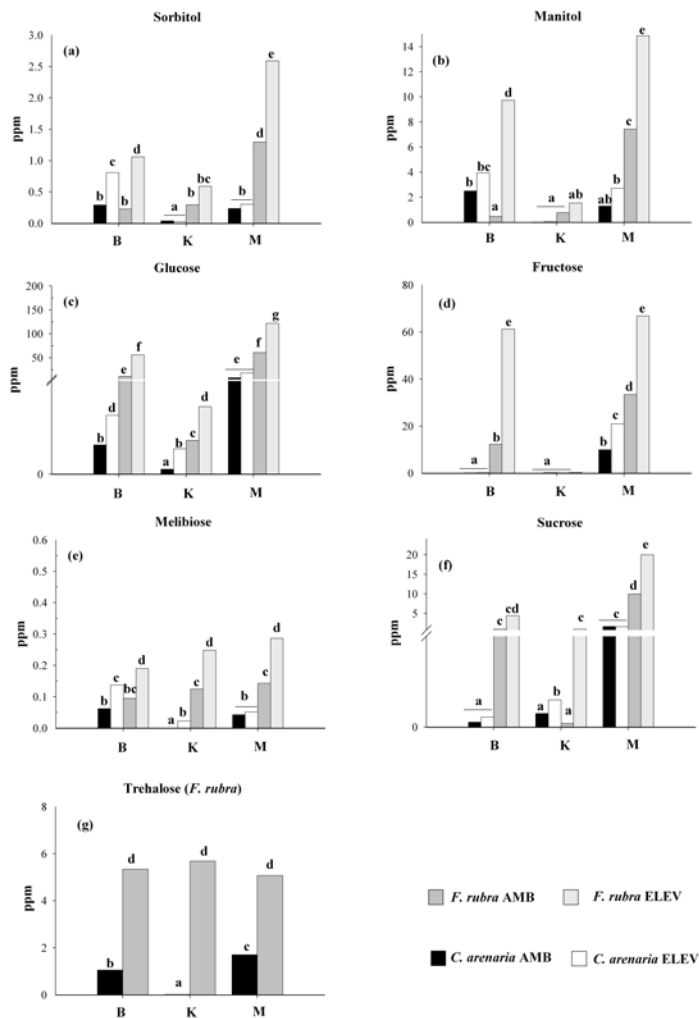 Sorbitol
(a)
3.0
2.5
2.0
1.5
1.0
0.5
0.0
ppm
b c b d
a b bc
b d e
B K M
Manitol
(b)
14
12
10
8
6
4
2
0
ppm
b bc a d
a ab
ab b c e
B K M
Glucose
(c)
200
150
100
50
0
ppm
b d e f
a b c d
e f g
B K M
Fructose
(d)
80
60
40
20
0
ppm
a b e
a
b c d e
B K M
Melibiose
(e)
0.6
0.5
0.4
0.3
0.2
0.1
0.0
ppm
b c bc d
a b c d
b c d
B K M
Sucrose
(f)
20
15
10
5
0
ppm
a c cd
a b a c
c d e
B K M
Trehalose (F. rubra)
(g)
8
6
4
2
0
ppm
b d
a d
c d
B K M
F. rubra AMB
F. rubra ELEV
C. arenaria AMB
C. arenaria ELEV